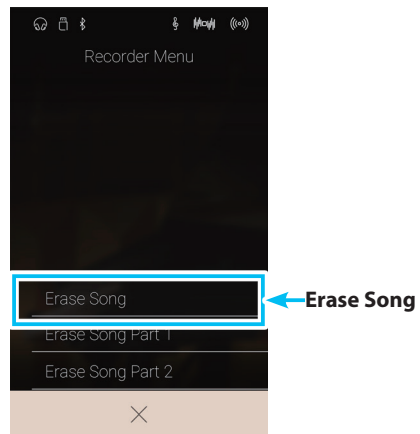 Recorder Menu
Erase Song
Erase Song
Erase Song Part 1
Erase Song Part 2